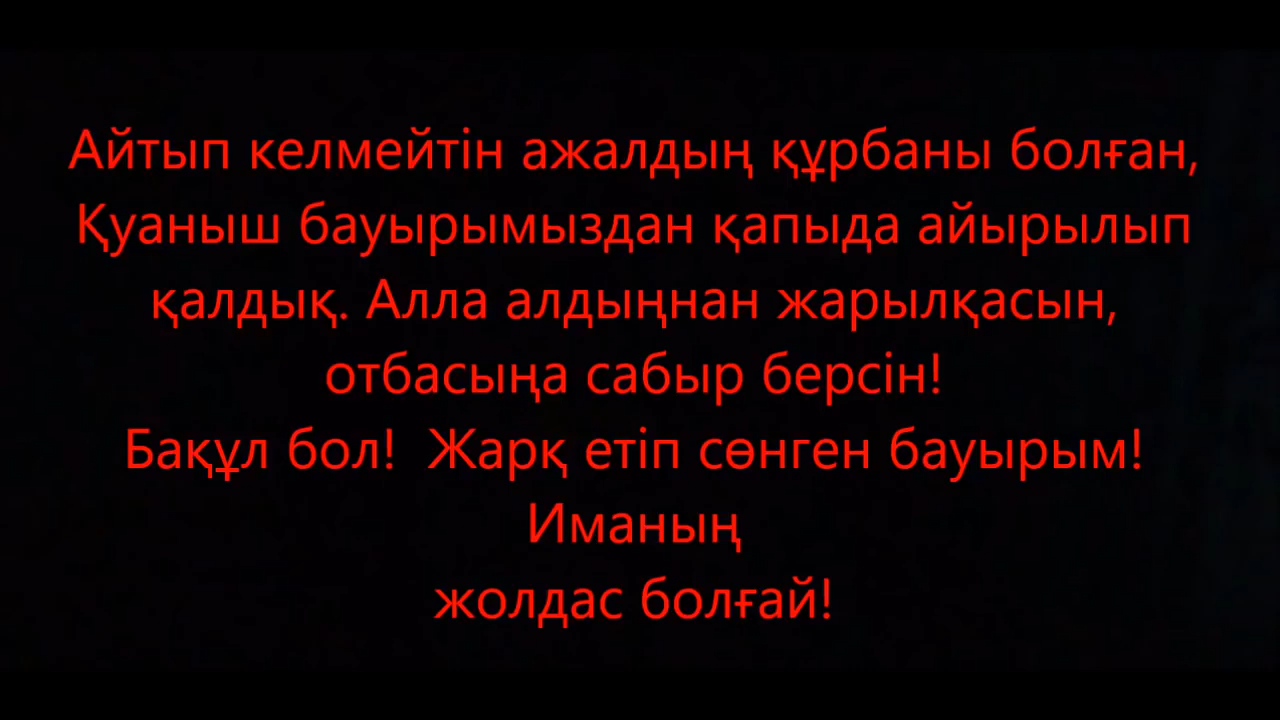 Айтып келмейтін ажалдың құрбаны болған,
Қуаныш бауырымыздан қапыда айырылып
қалдық. Алла алдыңнан жарылқасын,
отбасыңа сабыр берсін!
Бақұл бол!  Жарқ етіп сөнген бауырым!
Иманың
жолдас болғай!